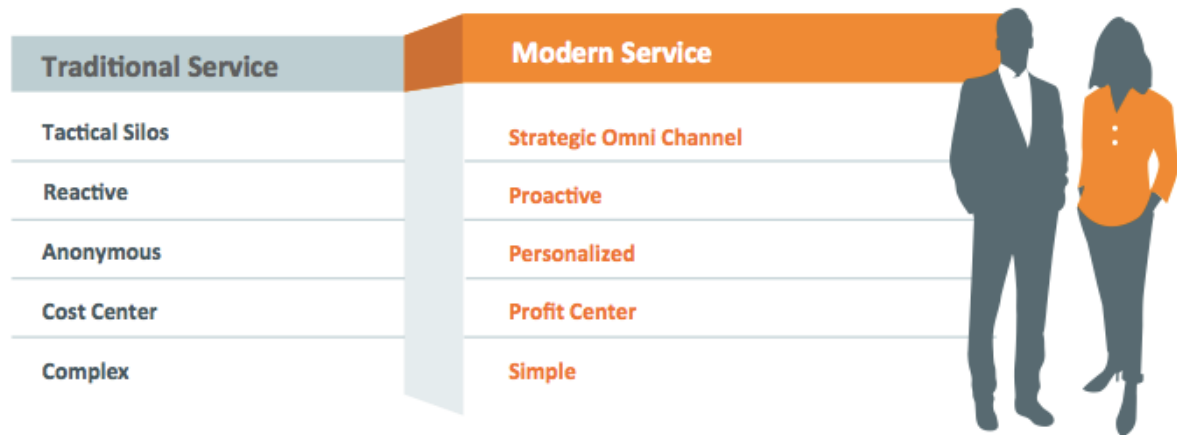 Traditional Service
Modern Service
Tactical Silos
Strategic Omni Channel
Reactive
Proactive
Anonymous
Personalized
Cost Center
Profit Center
Complex
Simple